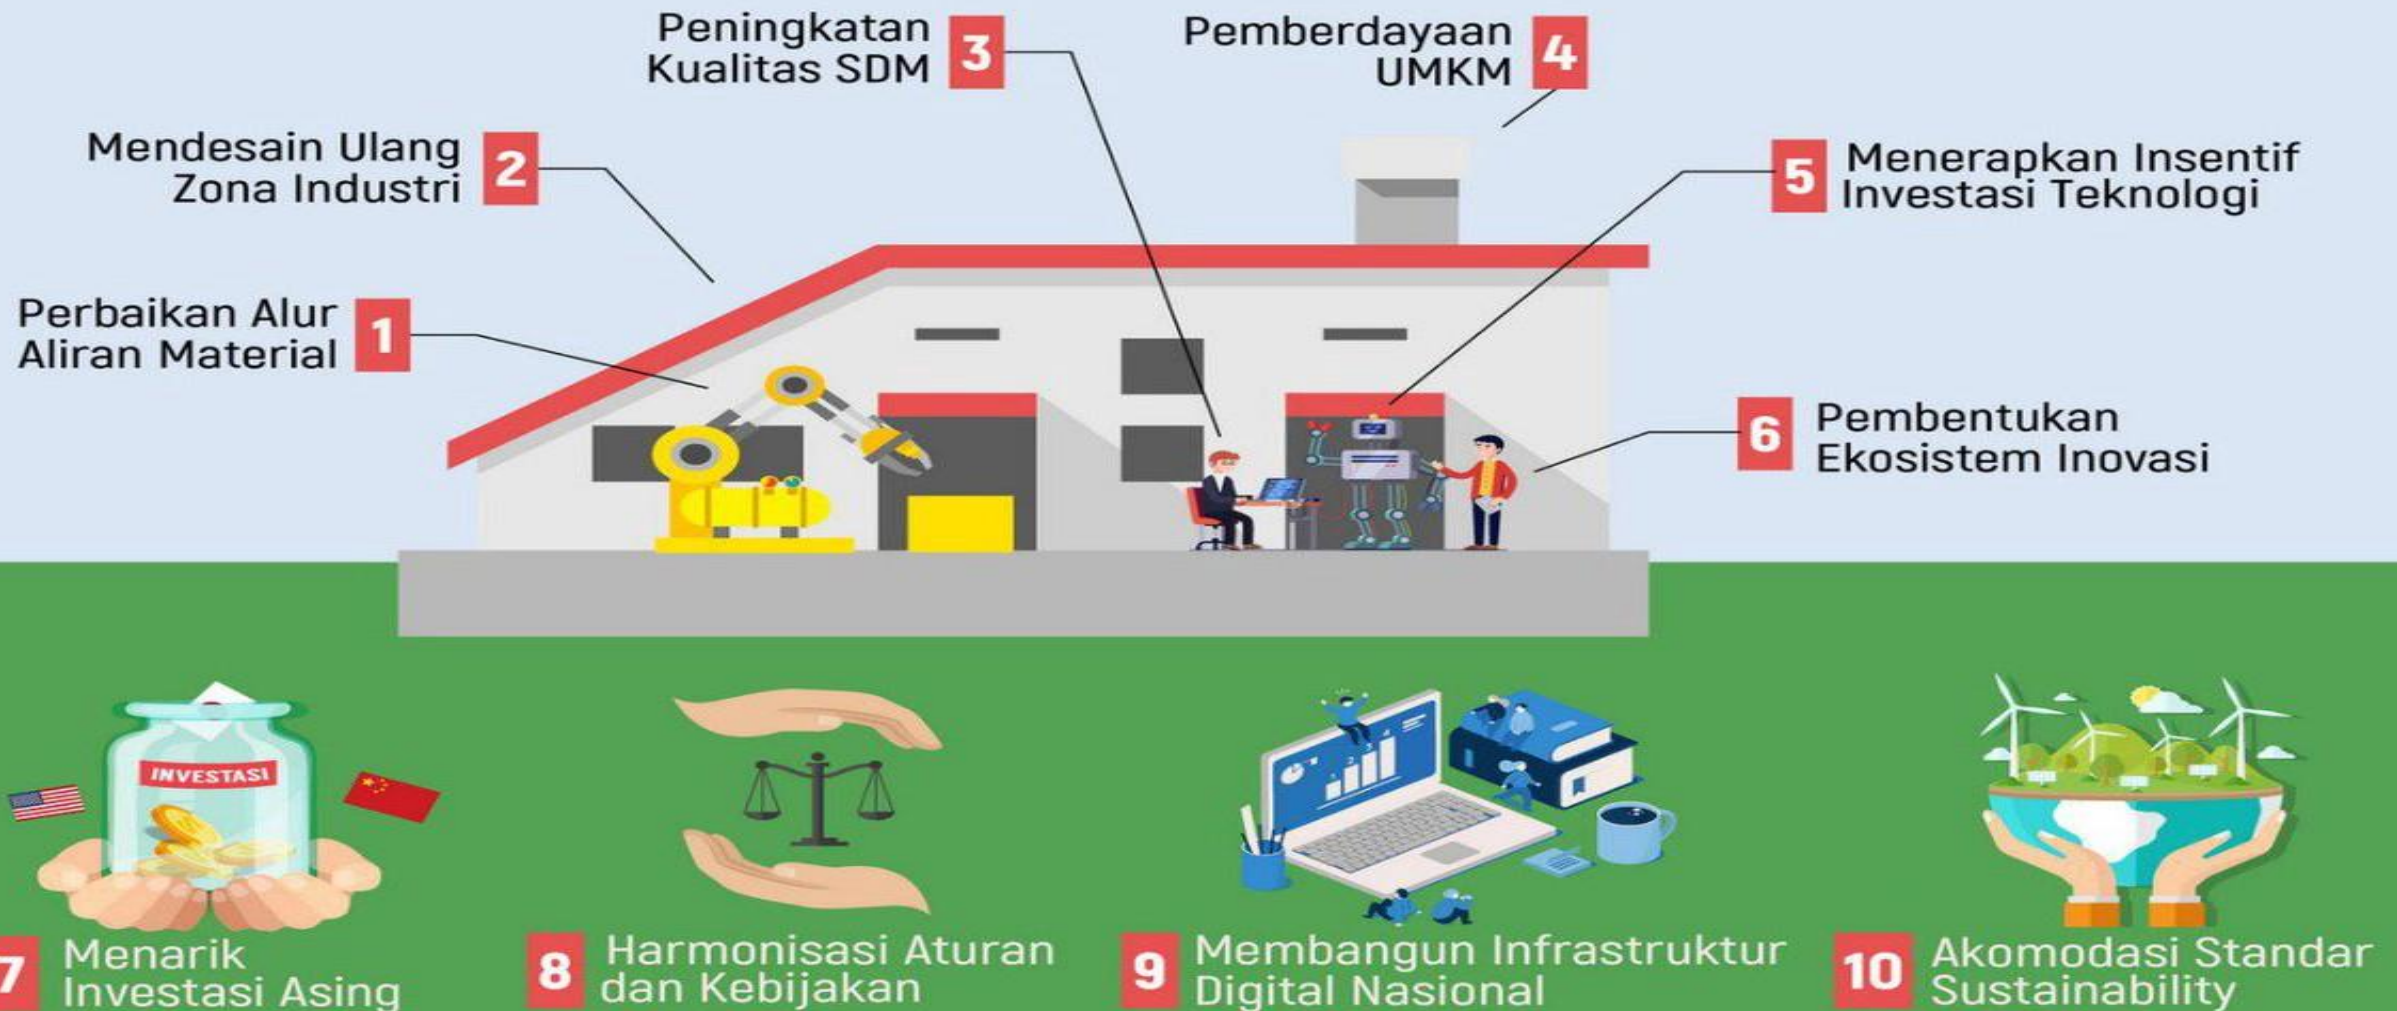 Perbaikan Alur
Aliran Material
1
Mendesain Ulang
Zona Industri
2
Peningkatan
Kualitas SDM
3
Pemberdayaan
UMKM
4
5
Menerapkan Insentif
Investasi Teknologi
6
Pembentukan
Ekosistem Inovasi
INVESTASI
7
Menarik
Investasi Asing
8
Harmonisasi Aturan
dan Kebijakan
9
Membangun Infrastruktur
Digital Nasional
10
Akomodasi Standar
Sustainability